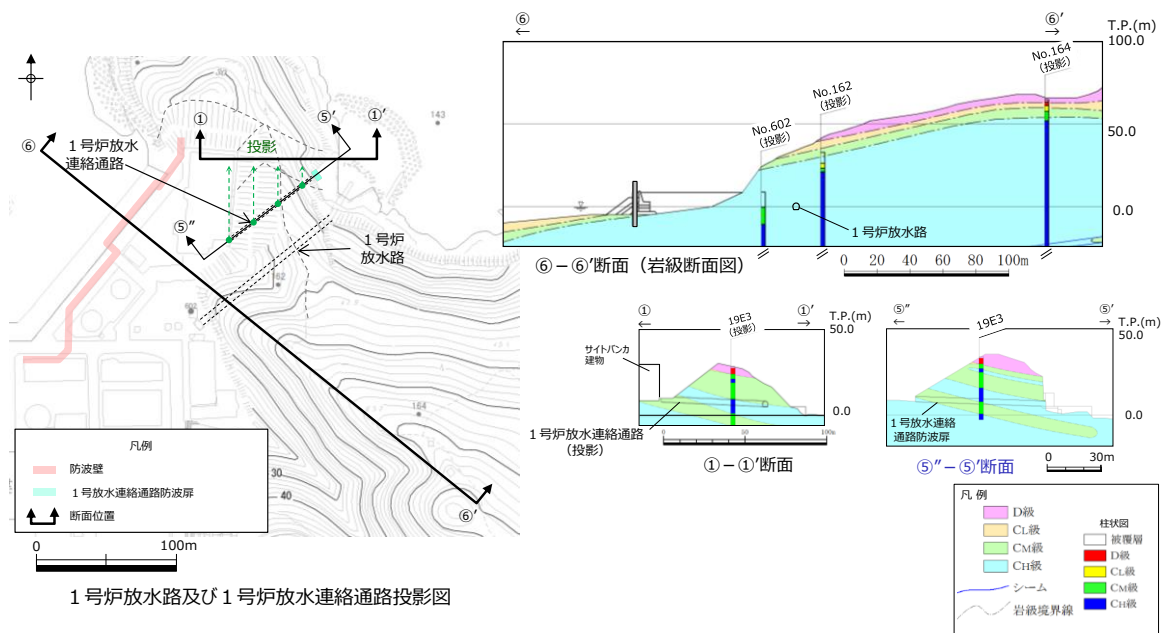 ⑥
⑥’
T.P.(m)
100.0
50.0
0.0
No.602
(投影)
No.162
(投影)
No.164
(投影)
1号炉放水路
⑥－⑥’断面（岩級断面図）
0 20 40 60 80 100m
①
①’
⑤’
⑤”
⑥
⑥’
投影
1号炉放水
連絡通路
1号炉
放水路
143
162
602
164
30
30
40
凡例
防波壁
1号放水連絡通路防波扉
断面位置
0 100m
1号炉放水路及び1号炉放水連絡通路投影図
①
①’
19E3
(投影)
T.P.(m)
50.0
0.0
サイトバンカ
建物
1号炉放水連絡通路
(投影)
0 50 100m
①－①’断面
⑤”
⑤’
19E3
T.P.(m)
50.0
0.0
1号炉放水連絡
通路防波扉
0 30m
⑤”－⑤’断面
凡 例
D級
CL級
CM級
CH級
シーム
岩級境界線
柱状図
被覆層
D級
CL級
CM級
CH級